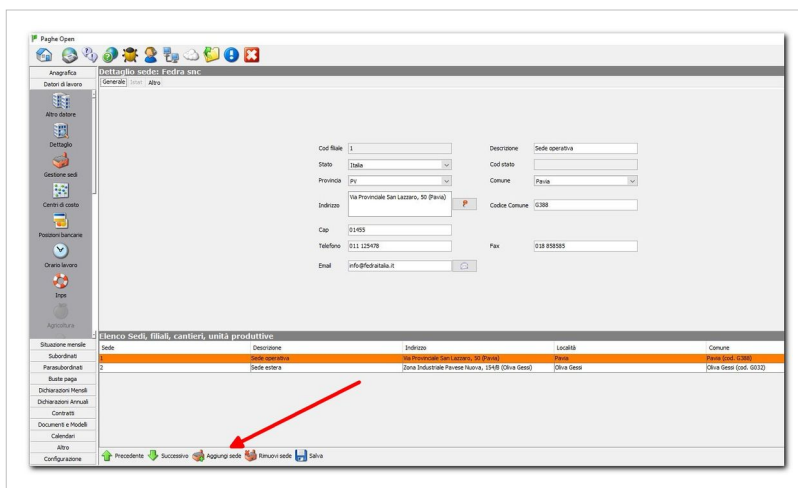 Paghe Open
Anagrafica
Datori di lavoro
Altro datore
Dettaglio
Gestione sedi
Centri di costo
Posizioni bancarie
Orario lavoro
Inps
Agricoltura
Situazione mensile
Subordinati
Parasubordinati
Buste paga
Dichiarazioni Mensili
Dichiarazioni Annuali
Contratti
Documenti e Modelli
Calendari
Altro
Configurazione
Dettaglio sede: Fedra snc
Generale Inail Altro
Cod filiale 1 Descrizione Sede operativa
Stato Italia Cod stato
Provincia PV Comune Pavia
Indirizzo Via Provinciale San Lazzaro, 50 (Pavia) Codice Comune G388
Cap 01455
Telefono 011 125478 Fax 018 858585
Email info@fedraitalia.it
Elenco Sedi, filiali, cantieri, unità produttive
Sede Descrizione Indirizzo Località Comune
1 Sede operativa Via Provinciale San Lazzaro, 50 (Pavia) Pavia Pavia (cod. G388)
2 Sede estera Zona Industriale Pavese Nuova, 154/B (Oliva Gessi) Oliva Gessi Oliva Gessi (cod. G032)
Precedente Successivo Aggiungi sede Rimuovi sede Salva